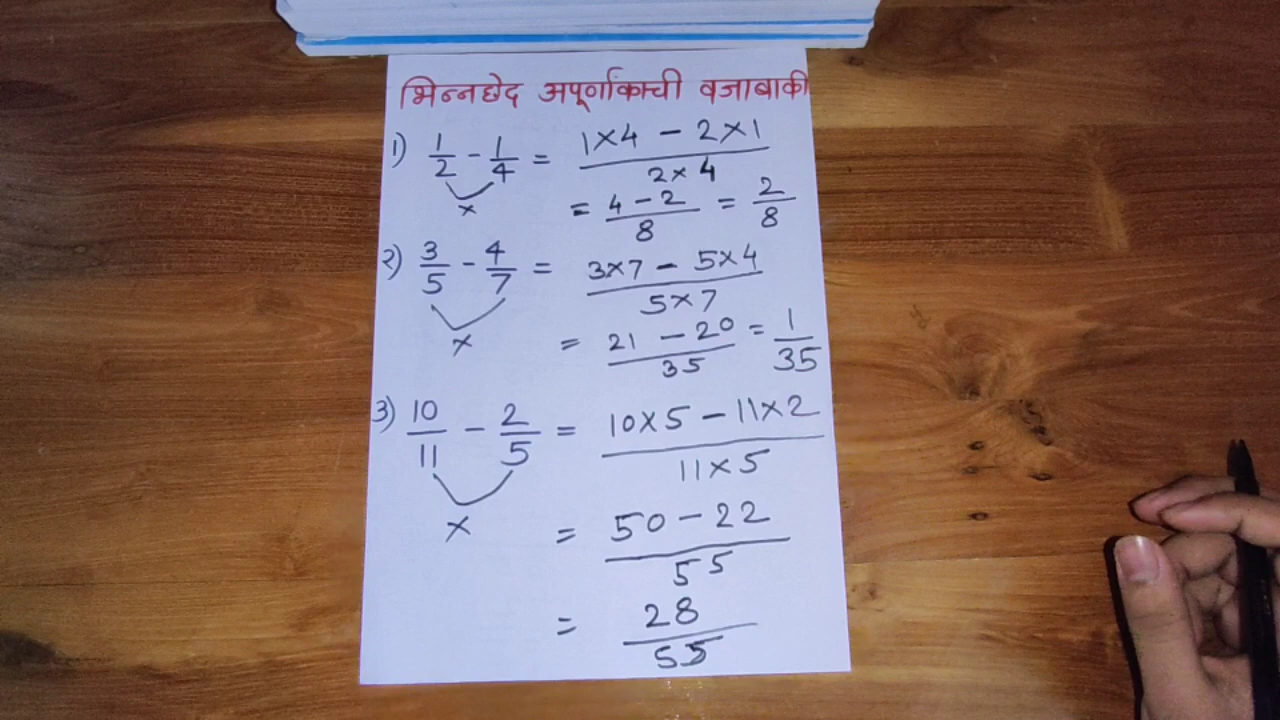 भिन्नछेद अपूर्णांकाची वजाबाकी
१) 1/2 - 1/4 = 1×4 - 2×1 / 2×4
×
= 4-2 / 8 = 2/8
२) 3/5 - 4/7 = 3×7 - 5×4 / 5×7
×
= 21 - 20 / 35 = 1/35
3) 10/11 - 2/5 = 10×5 - 11×2 / 11×5
×
= 50 - 22 / 55
= 28/55